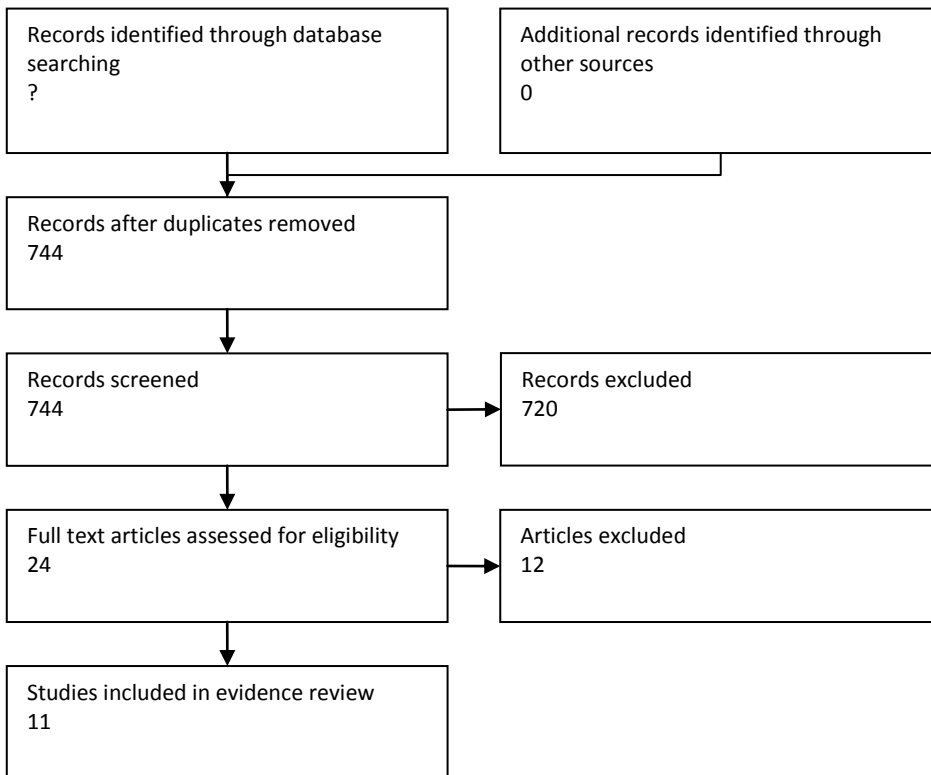 Records identified through database
searching
?
Additional records identified through
other sources
0
Records after duplicates removed
744
Records screened
744
Records excluded
720
Full text articles assessed for eligibility
24
Articles excluded
12
Studies included in evidence review
11